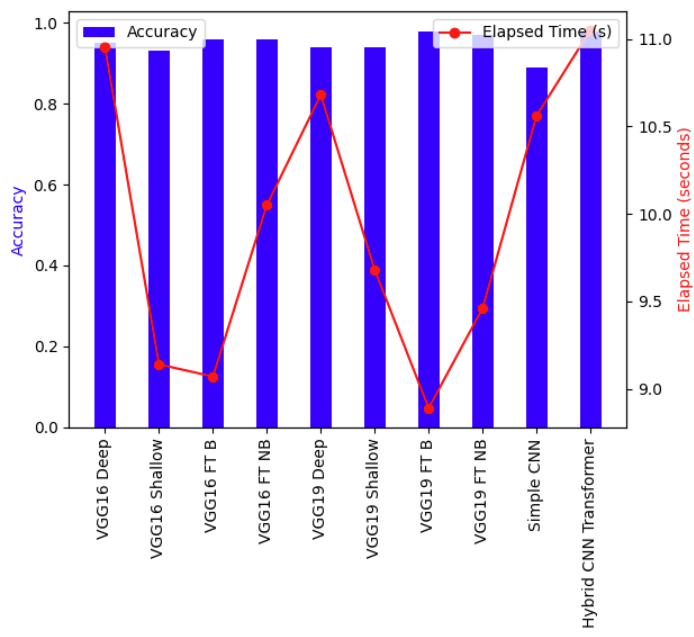 Accuracy
Elapsed Time (s)
1.0
0.8
0.6
0.4
0.2
0.0
Accuracy
11.0
10.5
10.0
9.5
9.0
Elapsed Time (seconds)
VGG16 Deep
VGG16 Shallow
VGG16 FT B
VGG16 FT NB
VGG19 Deep
VGG19 Shallow
VGG19 FT B
VGG19 FT NB
Simple CNN
Hybrid CNN Transformer